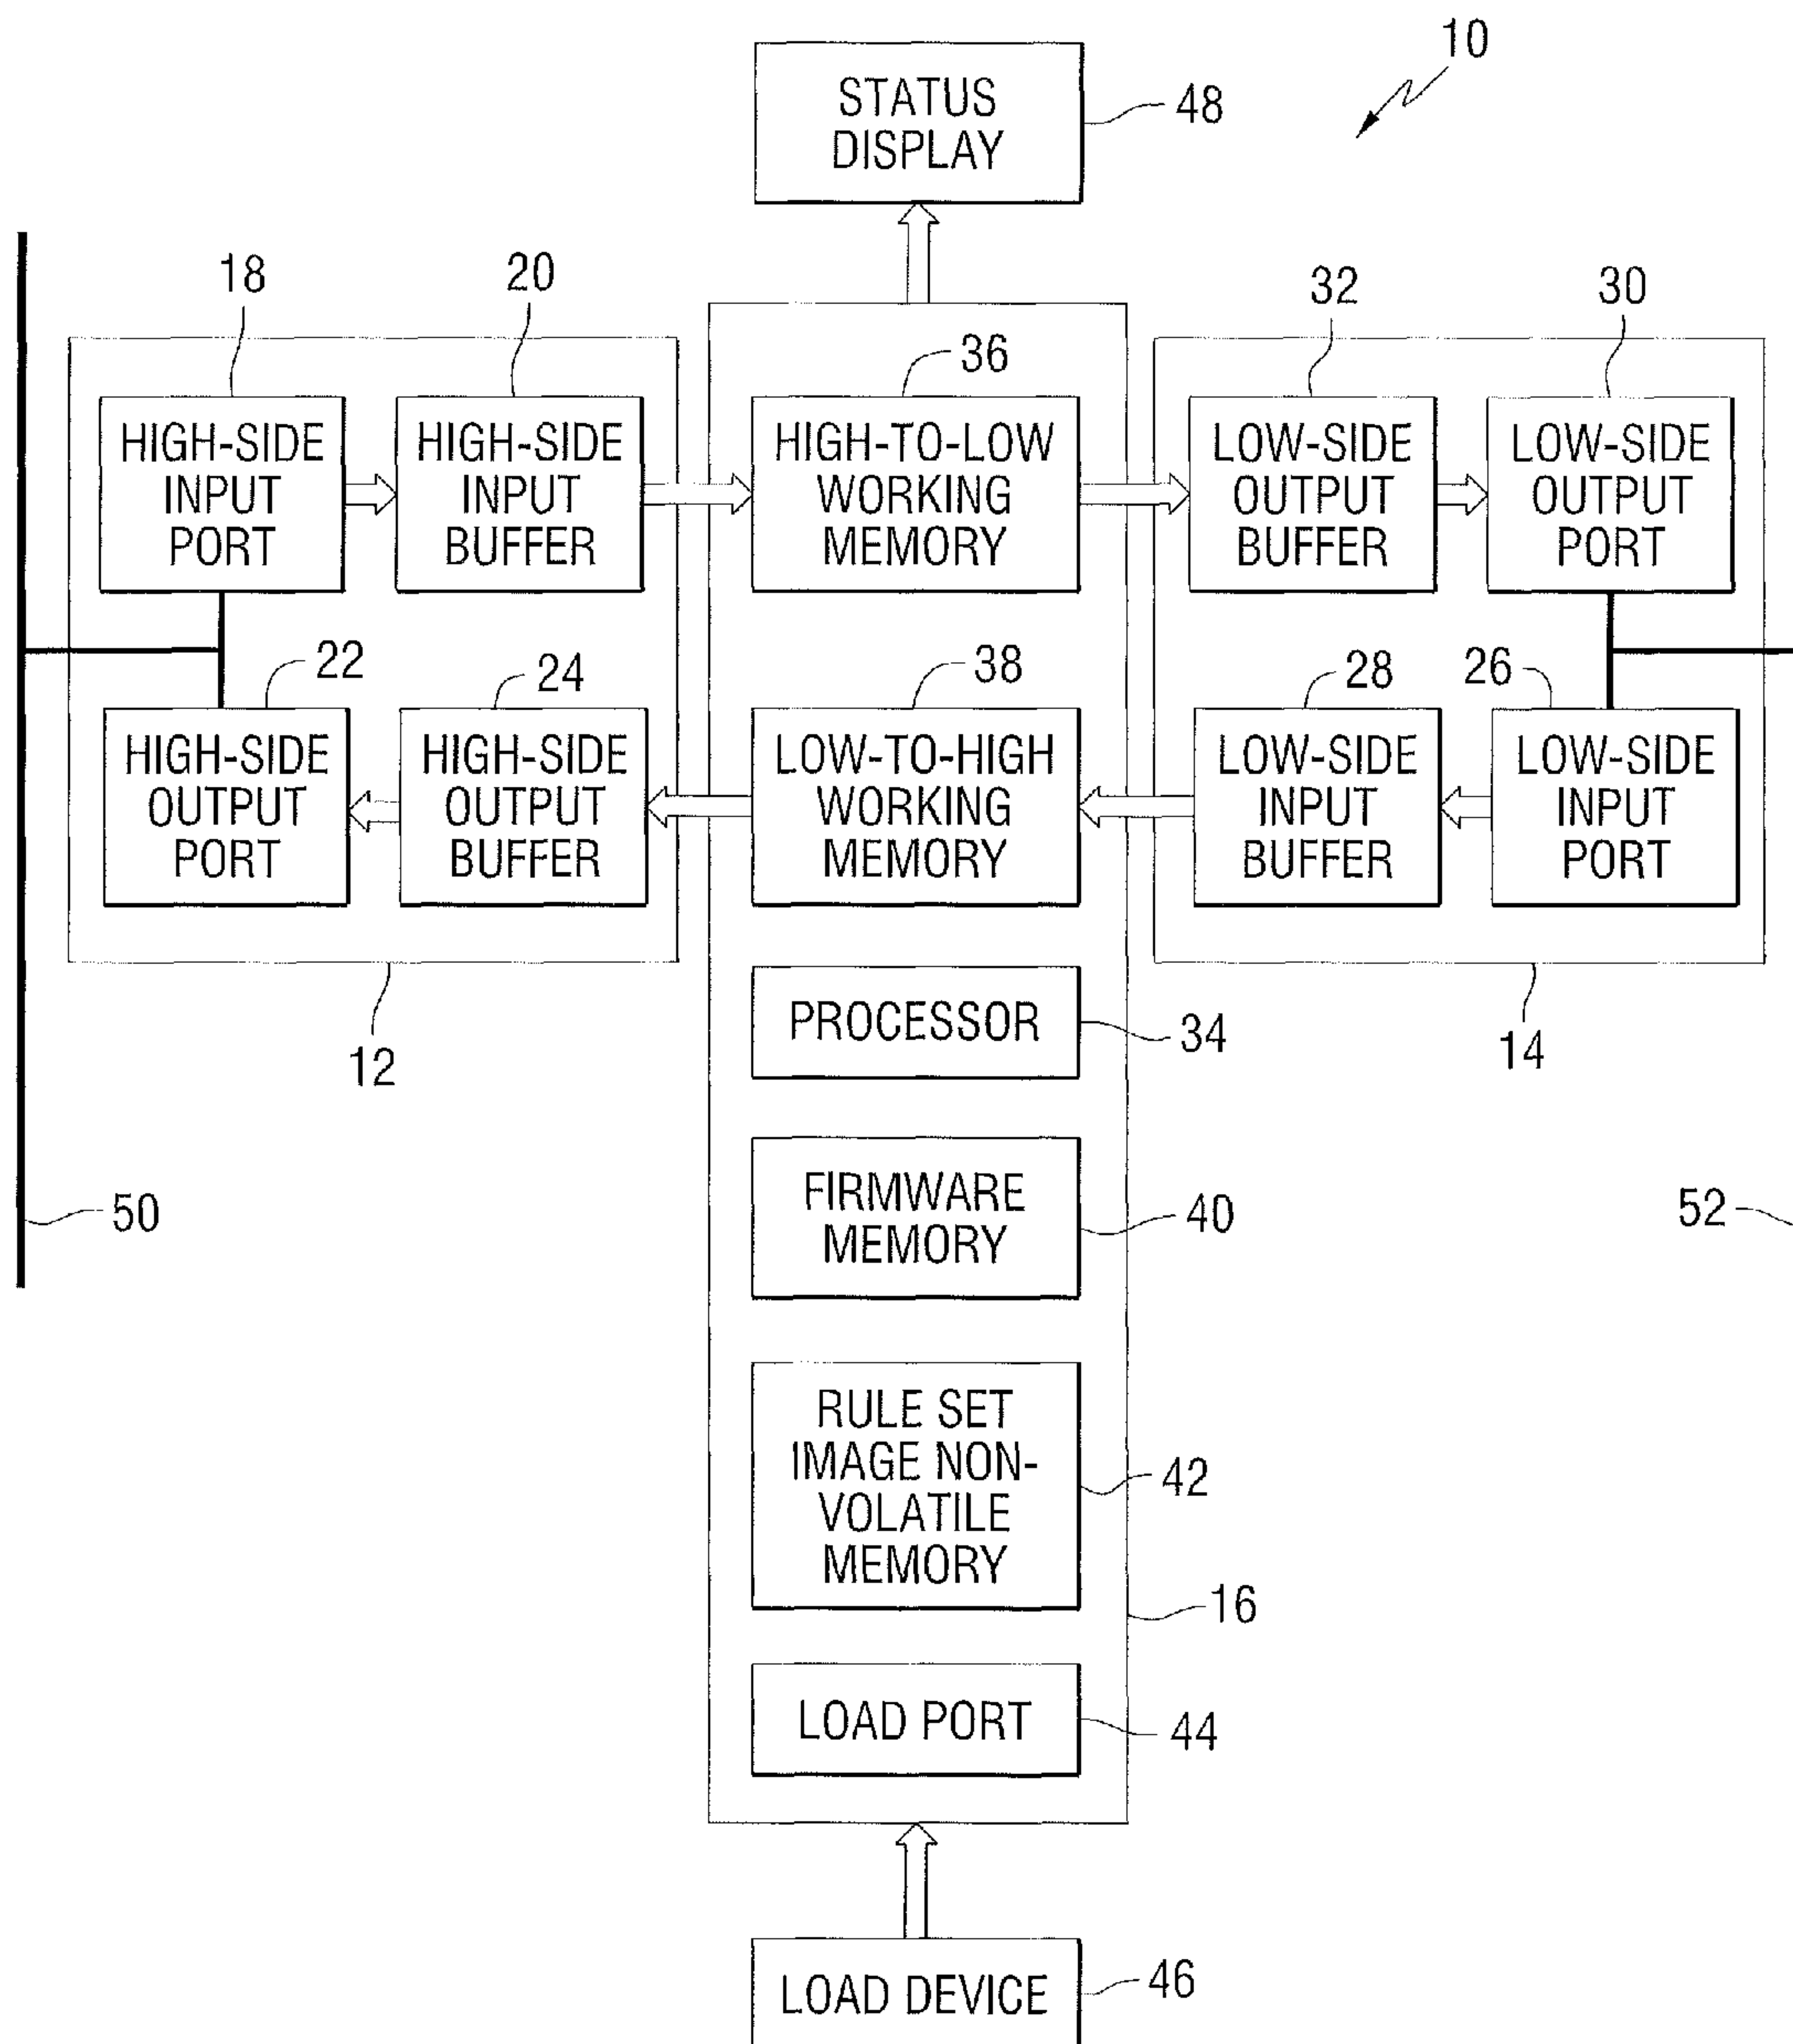 10
STATUS
DISPLAY
48
18
20
32
30
36
HIGH-SIDE
INPUT
PORT
HIGH-SIDE
INPUT
BUFFER
HIGH-TO-LOW
WORKING
MEMORY
LOW-SIDE
OUTPUT
BUFFER
LOW-SIDE
OUTPUT
PORT
22
24
38
28
26
HIGH-SIDE
OUTPUT
PORT
HIGH-SIDE
OUTPUT
BUFFER
LOW-TO-HIGH
WORKING
MEMORY
LOW-SIDE
INPUT
BUFFER
LOW-SIDE
INPUT
PORT
12
PROCESSOR
34
14
50
FIRMWARE
MEMORY
40
52
RULE SET
IMAGE NON-
VOLATILE
MEMORY
42
16
LOAD PORT
44
LOAD DEVICE
46